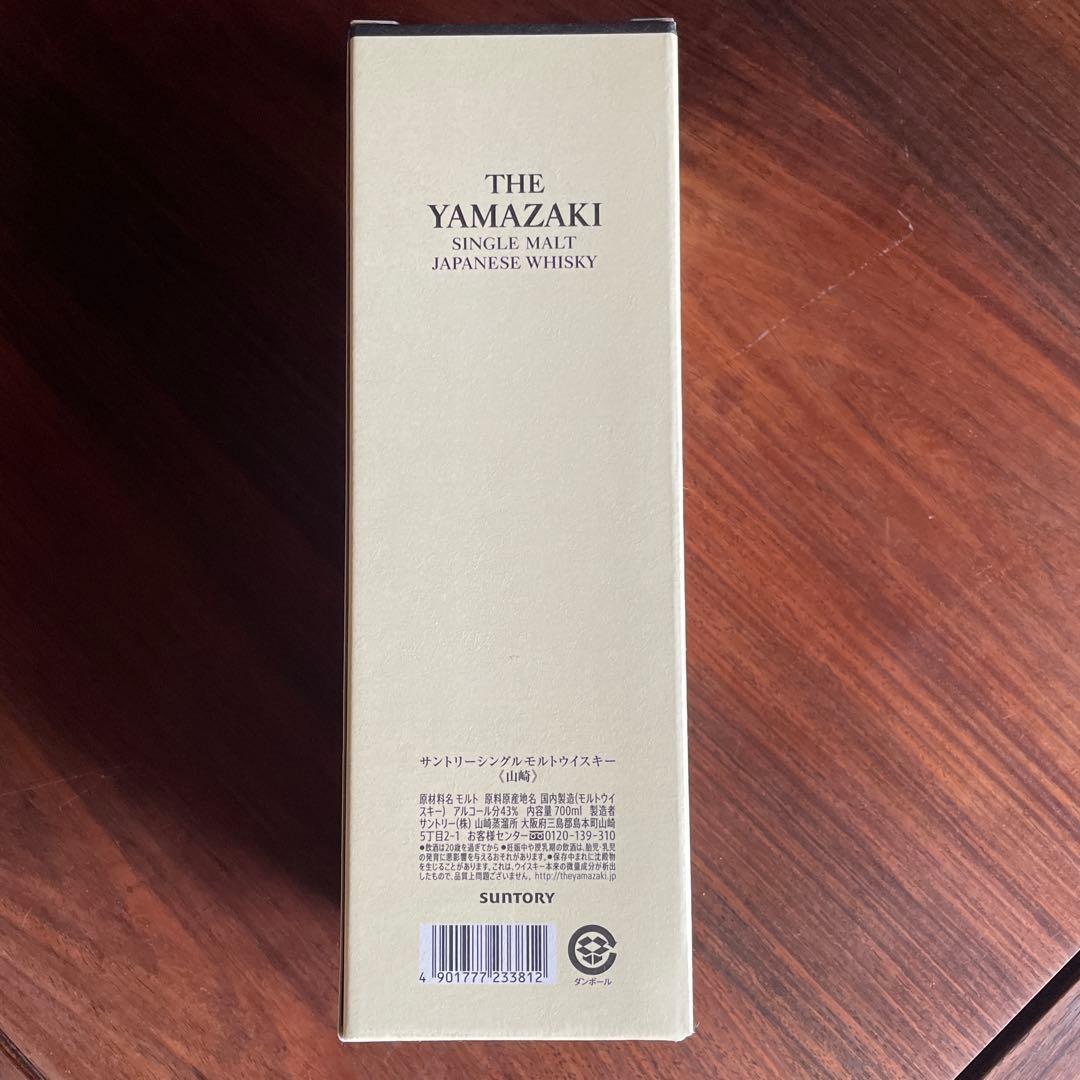 THE
YAMAZAKI
SINGLE MALT
JAPANESE WHISKY
サントリーシングルモルトウイスキー
《山崎》
原材料名 モルト 原料原産地名 国内製造(モルトウイ
スキー) アルコール分43% 内容量 700ml 製造者
サントリー(株) 山崎蒸溜所 大阪府三島郡島本町山崎
5丁目2-1 お客様センター 0120-139-310
●飲酒は20歳を過ぎてから ●妊娠中や授乳期の飲酒は、胎児・乳児
の発育に悪影響を与えるおそれがあります。●保存中まれに沈殿物
を生じることがあります。これは、ウイスキー本来の微量成分が析出
したもので、品質上問題ございません。 http://theyamazaki.jp
SUNTORY
4 901777 233812
ダンボール